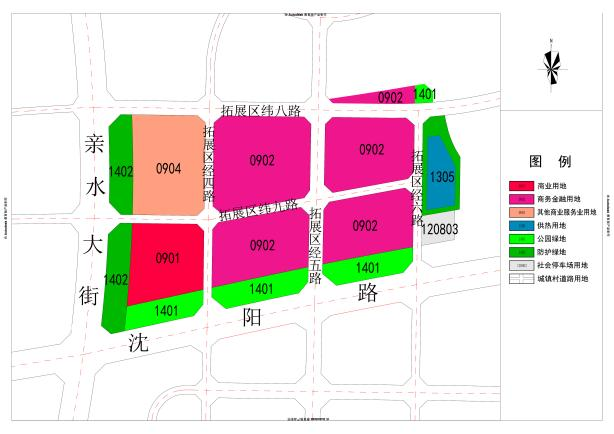 N
0902
1401
拓展区纬八路
亲水大街
1402
0904
拓展区经四路
0902
0902
拓展区经六路
1305
拓展区纬九路
120803
1402
0901
1401
0902
1401
拓展区经五路
0902
1401
沈阳路
图 例
商业用地
商务金融用地
其他商业服务业用地
供热用地
公园绿地
防护绿地
社会停车场用地
城镇村道路用地